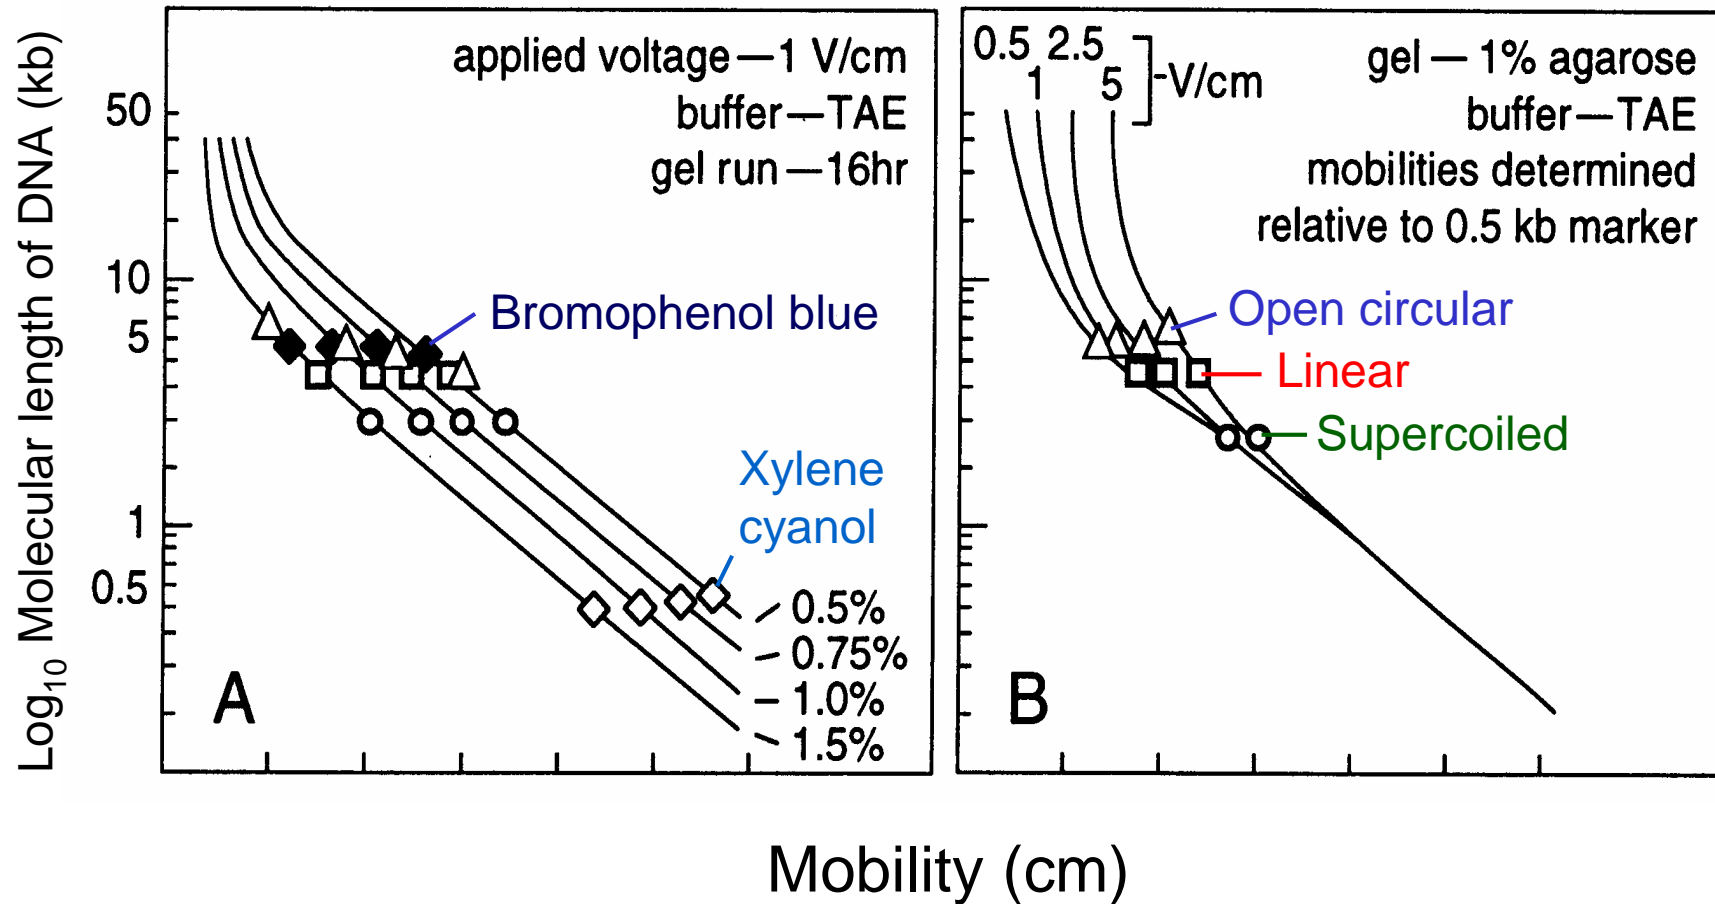 Log10 Molecular length of DNA (kb)
50
10
5
1
0.5
applied voltage—1 V/cm
buffer—TAE
gel run—16hr
Bromophenol blue
Xylene
cyanol
0.5%
0.75%
1.0%
1.5%
A
0.5 2.5
1 5
V/cm
gel — 1% agarose
buffer—TAE
mobilities determined
relative to 0.5 kb marker
Open circular
Linear
Supercoiled
B
Mobility (cm)